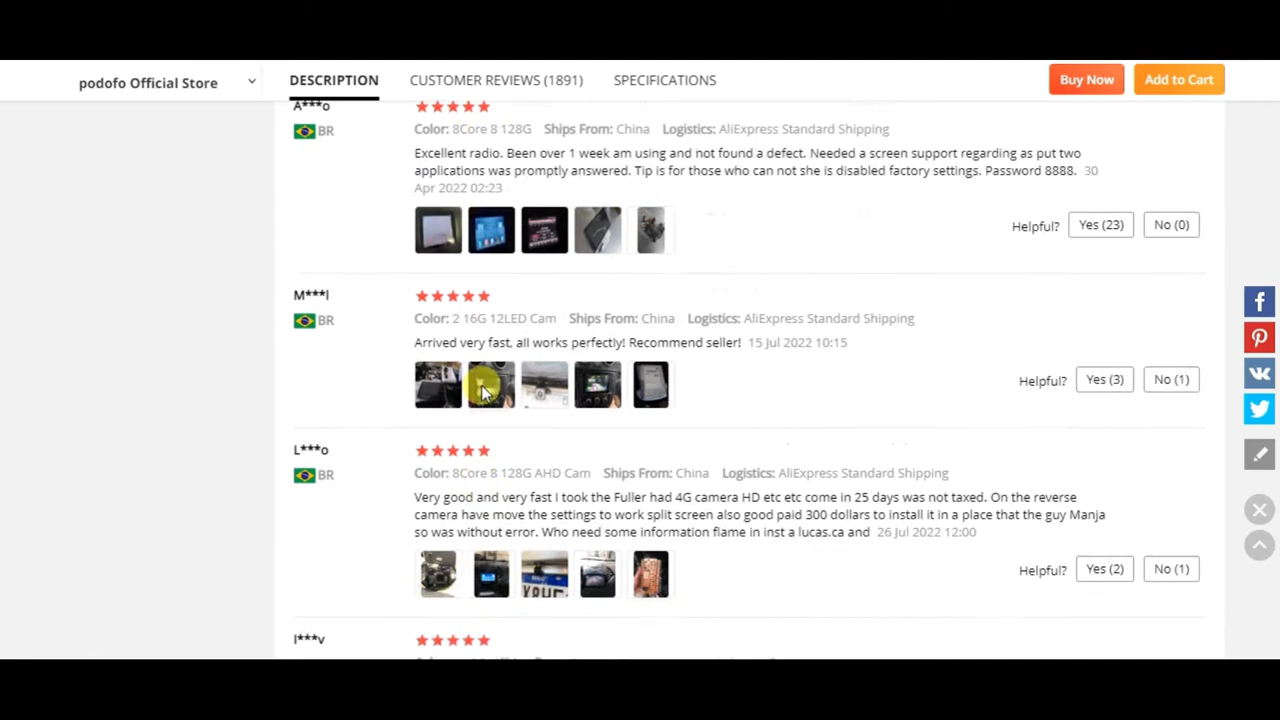 podofo Official Store
DESCRIPTION
CUSTOMER REVIEWS (1891)
SPECIFICATIONS
Buy Now
Add to Cart
A***o
BR
Color: 8Core 8 128G Ships From: China Logistics: AliExpress Standard Shipping
Excellent radio. Been over 1 week am using and not found a defect. Needed a screen support regarding as put two
applications was promptly answered. Tip is for those who can not she is disabled factory settings. Password 8888. 30
Apr 2022 02:23
Helpful? Yes (23) No (0)
M***l
BR
Color: 2 16G 12LED Cam Ships From: China Logistics: AliExpress Standard Shipping
Arrived very fast, all works perfectly! Recommend seller! 15 Jul 2022 10:15
Helpful? Yes (3) No (1)
L***o
BR
Color: 8Core 8 128G AHD Cam Ships From: China Logistics: AliExpress Standard Shipping
Very good and very fast I took the Fuller had 4G camera HD etc etc come in 25 days was not taxed. On the reverse
camera have move the settings to work split screen also good paid 300 dollars to install it in a place that the guy Manja
so was without error. Who need some information flame in inst a lucas.ca and 26 Jul 2022 12:00
Helpful? Yes (2) No (1)
I***v